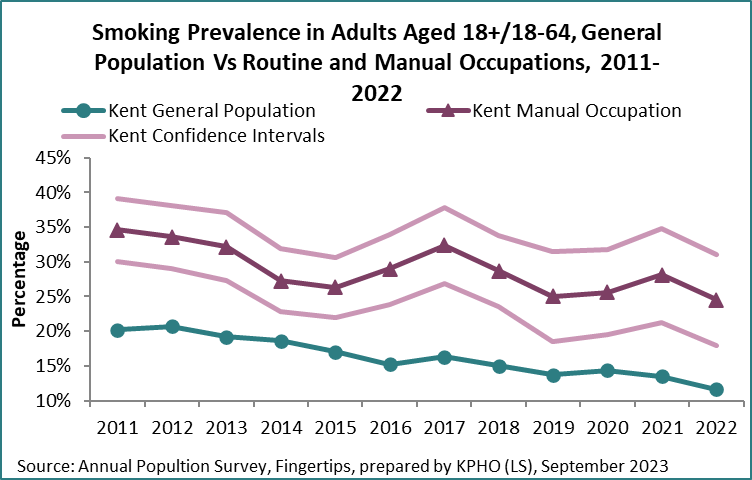 Smoking Prevalence in Adults Aged 18+/18-64, General
Population Vs Routine and Manual Occupations, 2011-
2022
Kent General Population
Kent Manual Occupation
Kent Confidence Intervals
Percentage
45%
40%
35%
30%
25%
20%
15%
10%
2011 2012 2013 2014 2015 2016 2017 2018 2019 2020 2021 2022
Source: Annual Popultion Survey, Fingertips, prepared by KPHO (LS), September 2023